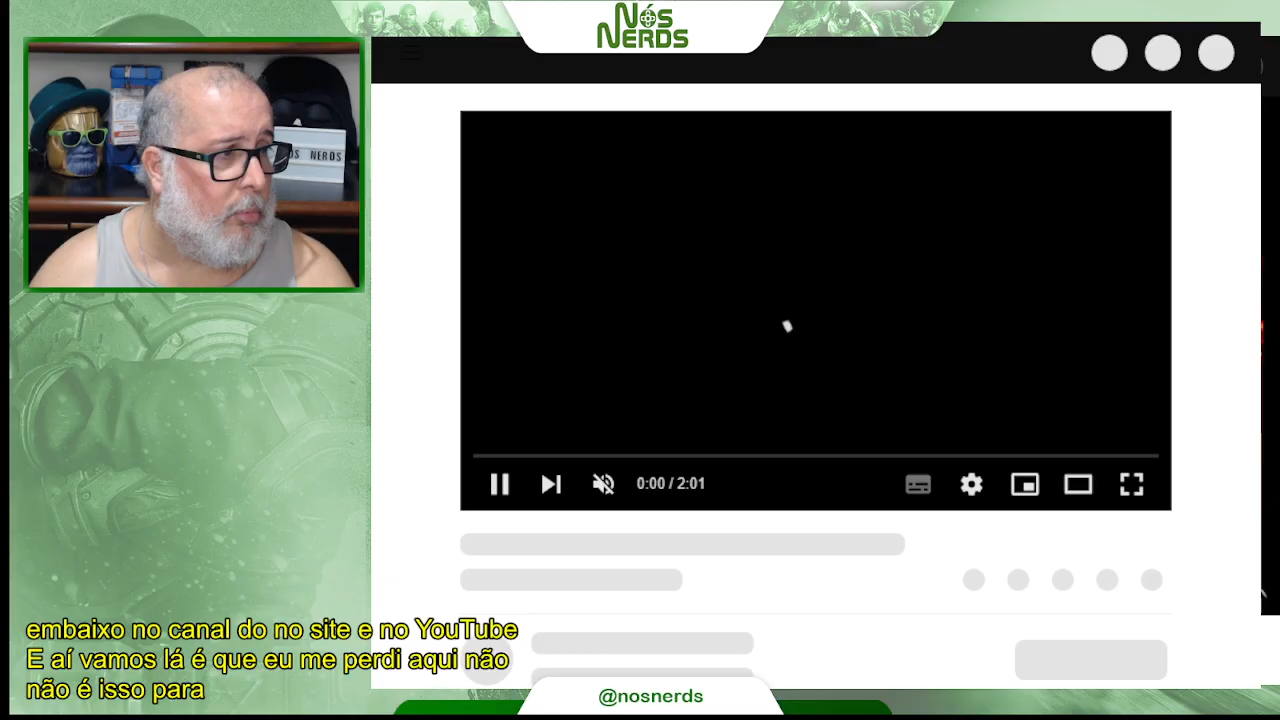 NÓS
NERDS
OS NERDS
0:00 / 2:01
embaixo no canal do no site e no YouTube
E aí vamos lá é que eu me perdi aqui não
não é isso para
@nosnerds